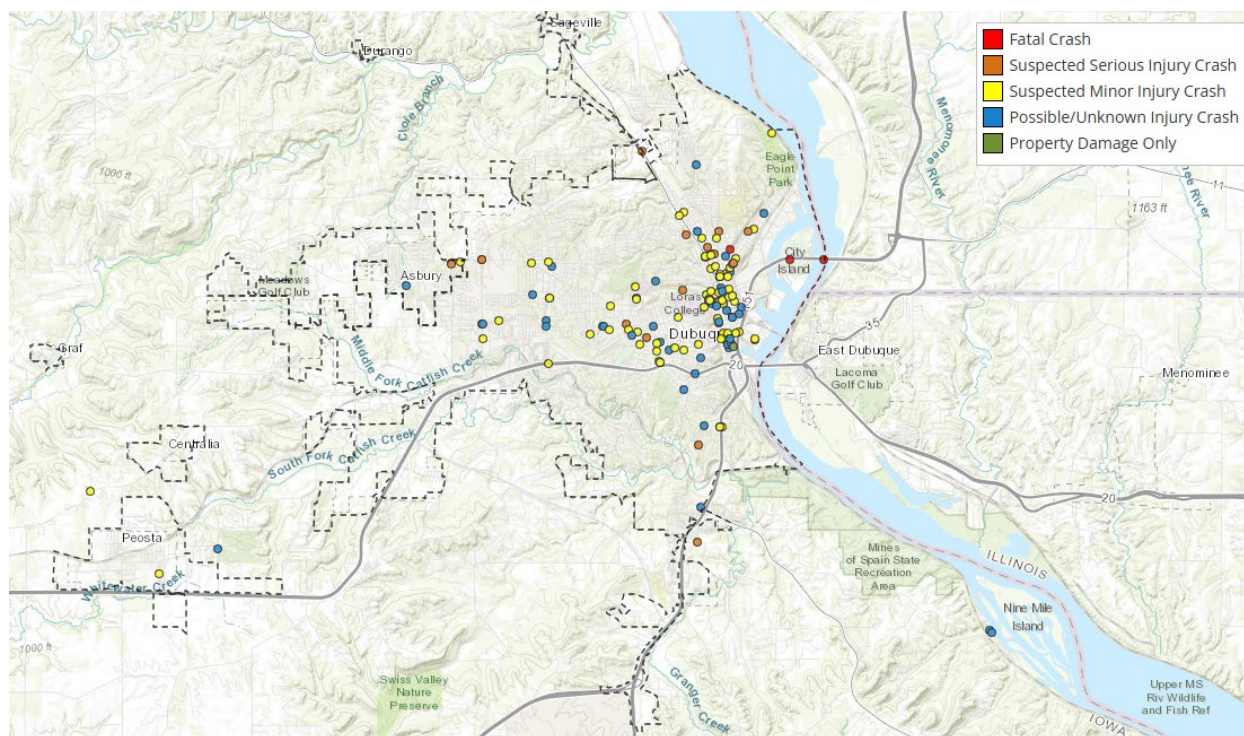 Fatal Crash
Suspected Serious Injury Crash
Suspected Minor Injury Crash
Possible/Unknown Injury Crash
Property Damage Only
Sageville
Durango
Cloie Branch
1000 ft
Eagle
Point
Park
Menomonee River
11
1163 ft
City
Island
Asbury
Meadows
Golf Club
Loras
College
Dubuque
51
35
Graf
Middle Fork Catfish Creek
20
East Dubuque
Lacoma
Golf Club
Menominee
Centralia
South Fork Catfish Creek
20
Peosta
Whitewater Creek
Mines
of Spain State
Recreation
Area
ILLINOIS
Nine Mile
Island
1000 ft
Swiss Valley
Nature
Preserve
Granger Creek
Upper MS
Riv Wildlife
and Fish Ref
IOWA